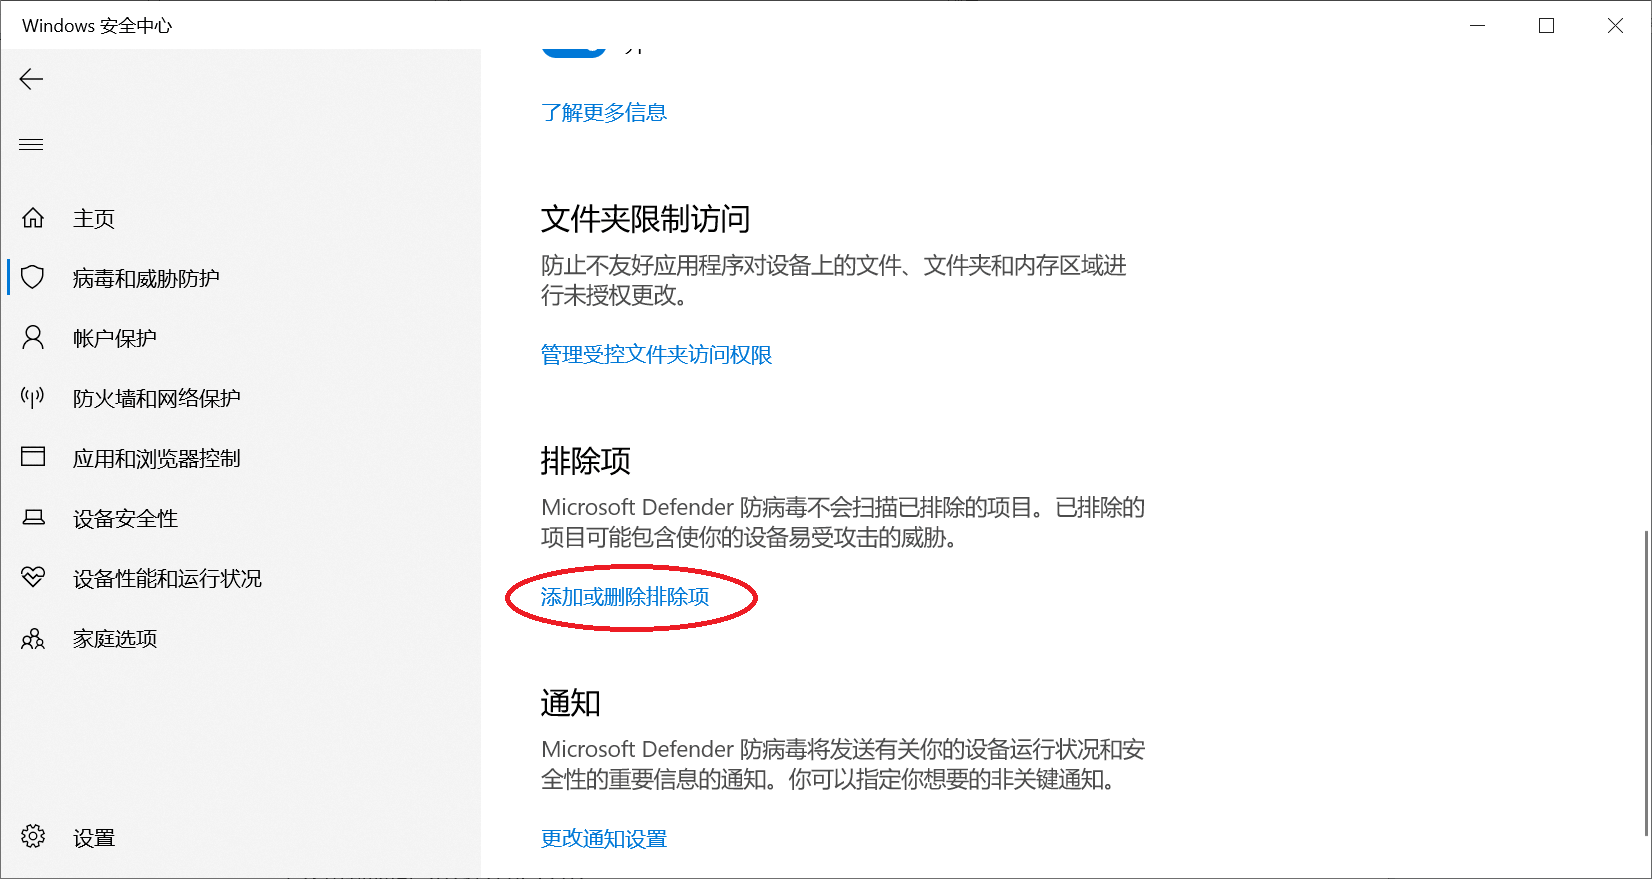 Windows 安全中心
主页
病毒和威胁防护
帐户保护
防火墙和网络保护
应用和浏览器控制
设备安全性
设备性能和运行状况
家庭选项
设置
了解更多信息
文件夹限制访问
防止不友好应用程序对设备上的文件、文件夹和内存区域进
行未授权更改。
管理受控文件夹访问权限
排除项
Microsoft Defender 防病毒不会扫描已排除的项目。已排除的
项目可能包含使你的设备易受攻击的威胁。
添加或删除排除项
通知
Microsoft Defender 防病毒将发送有关你的设备运行状况和安
全性的重要信息的通知。你可以指定你想要的非关键通知。
更改通知设置